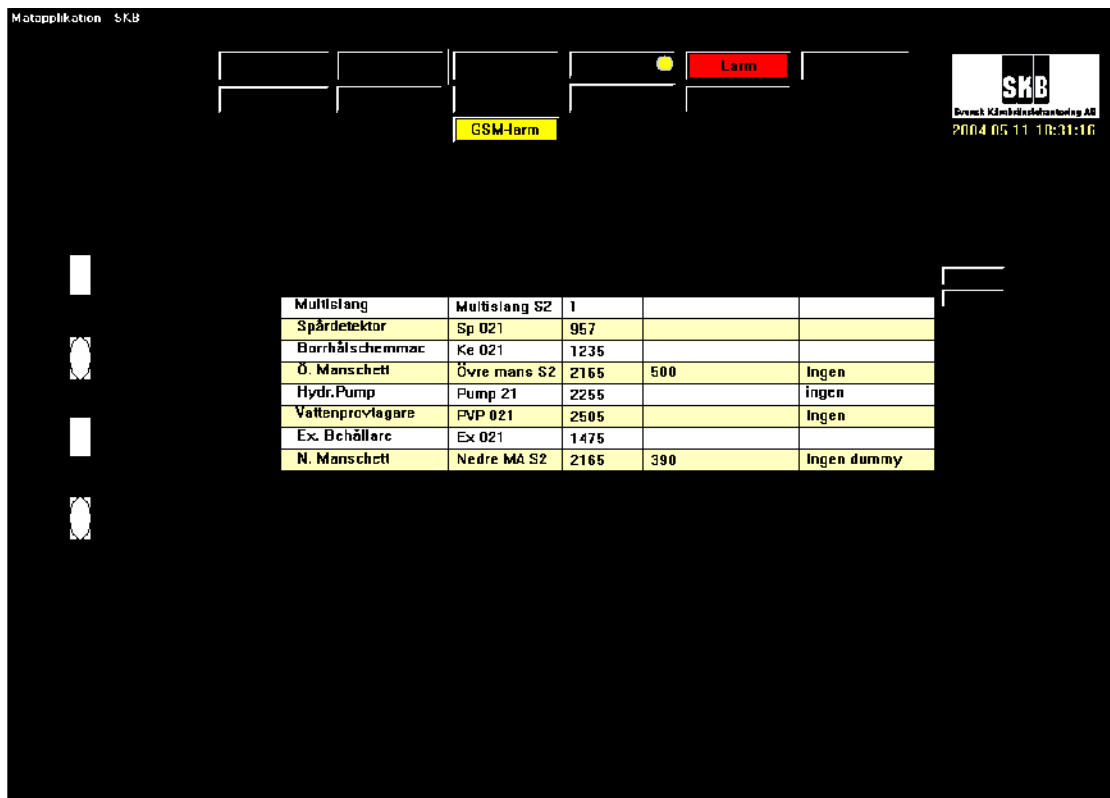 Matapplikation SKB
Larm
GSM-larm
SKB
Svensk Kärnbränslehantering AB
2004-05-11 18:31:16
Multislang Multislang S2 1
Spårdetektor Sp 021 957
Borrhålschemmac Ke 021 1235
Ö. Manschett Övre mans S2 2165 500 Ingen
Hydr.Pump Pump 21 2255 ingen
Vattenprovtagare PVP 021 2505 Ingen
Ex. Behållare Ex 021 1475
N. Manschett Nedre MA S2 2165 390 Ingen dummy